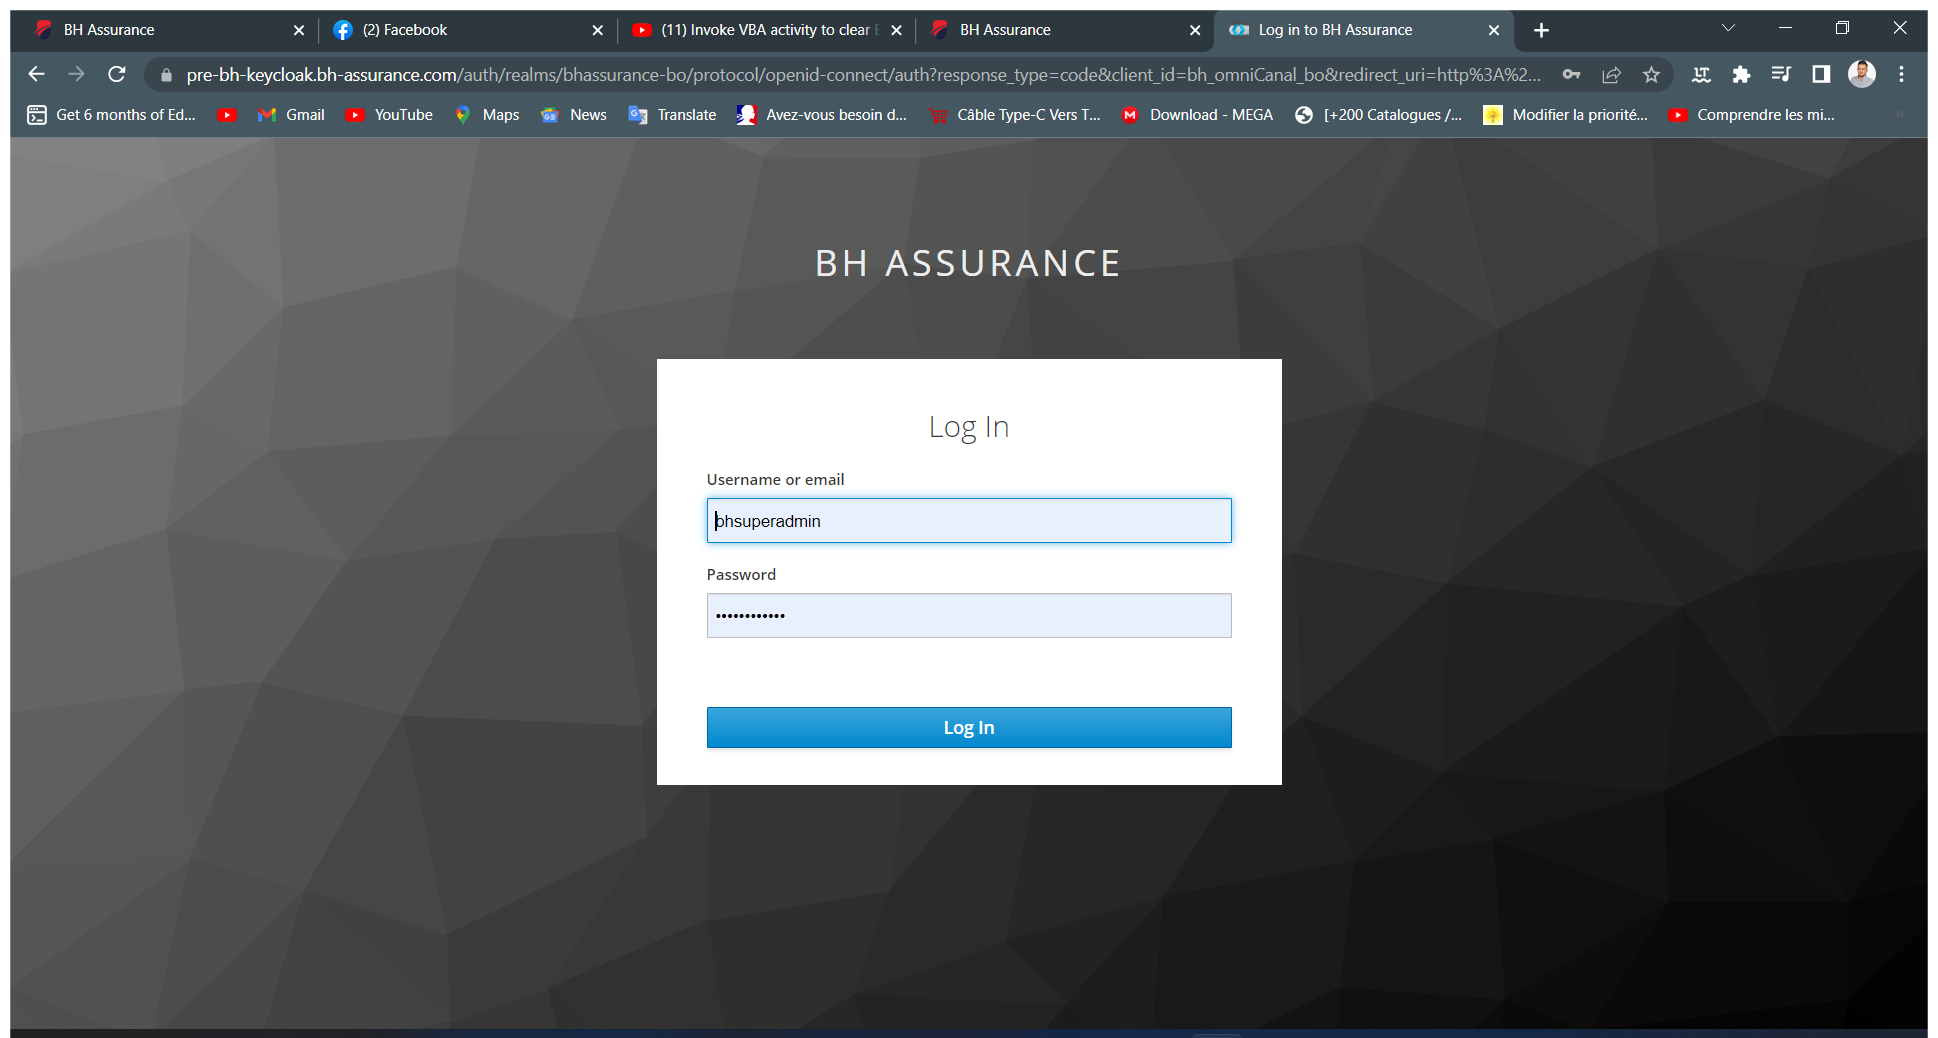 BH Assurance
(2) Facebook
(11) Invoke VBA activity to clear
BH Assurance
Log in to BH Assurance
pre-bh-keycloak.bh-assurance.com/auth/realms/bhassurance-bo/protocol/openid-connect/auth?response_type=code&client_id=bh_omniCanal_bo&redirect_uri=http%3A%2...
Get 6 months of Ed...
Gmail
YouTube
Maps
News
Translate
Avez-vous besoin d...
Câble Type-C Vers T...
Download - MEGA
[+200 Catalogues /...
Modifier la priorité...
Comprendre les mi...
BH ASSURANCE
Log In
Username or email
bhsuperadmin
Password
••••••••••••
Log In